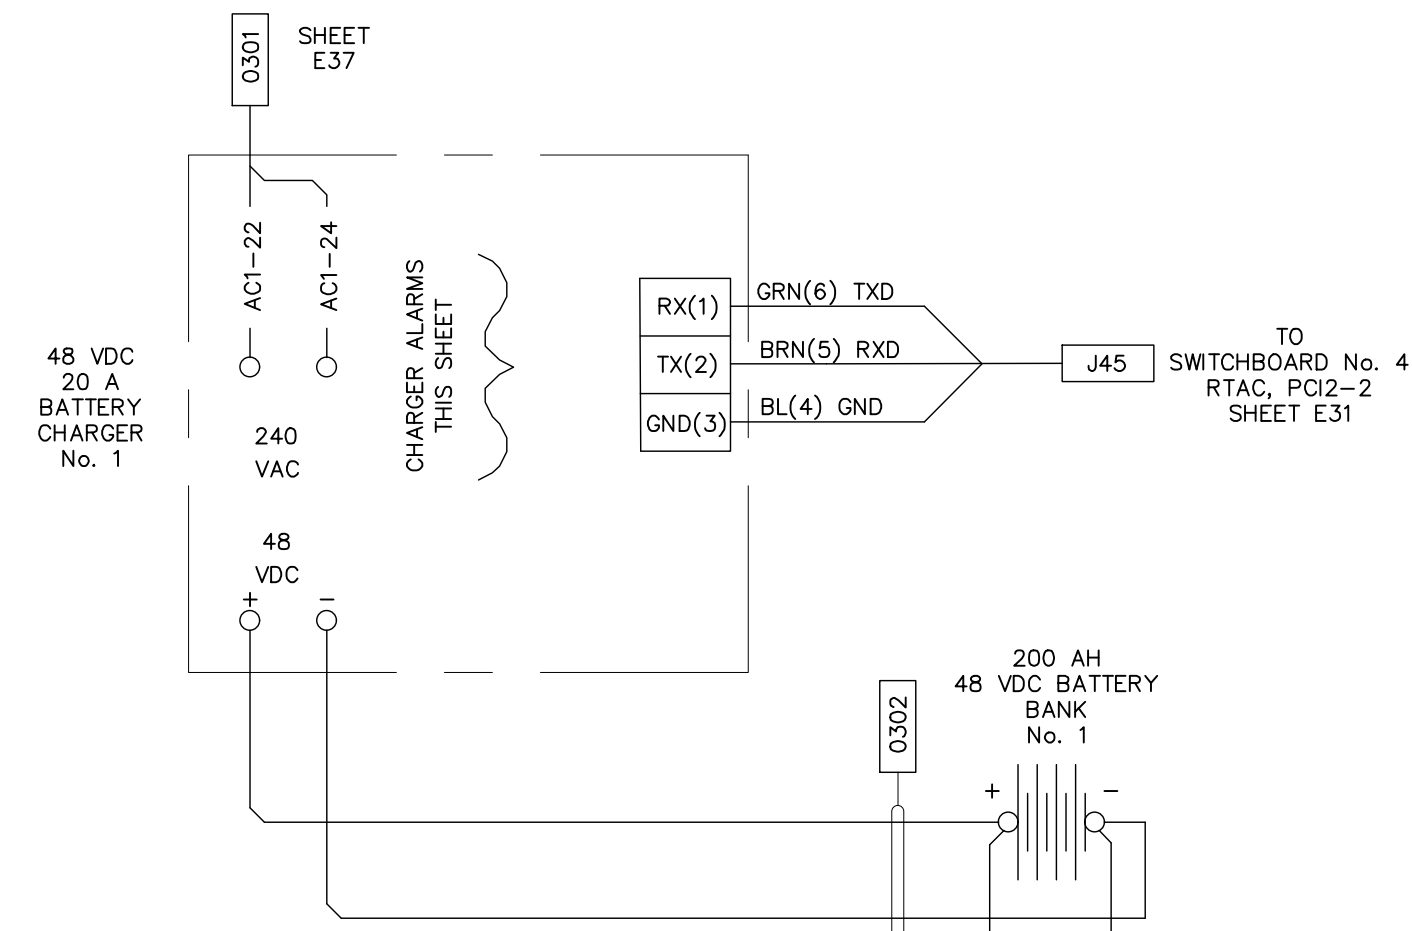 0301
SHEET
E37
AC1-22
AC1-24
CHARGER ALARMS
THIS SHEET
48 VDC
20 A
BATTERY
CHARGER
No. 1
240
VAC
48
VDC
+
-
RX(1)
TX(2)
GND(3)
GRN(6) TXD
BRN(5) RXD
BL(4) GND
J45
TO
SWITCHBOARD No. 4
RTAC, PCI2-2
SHEET E31
0302
200 AH
48 VDC BATTERY
BANK
No. 1
+
-